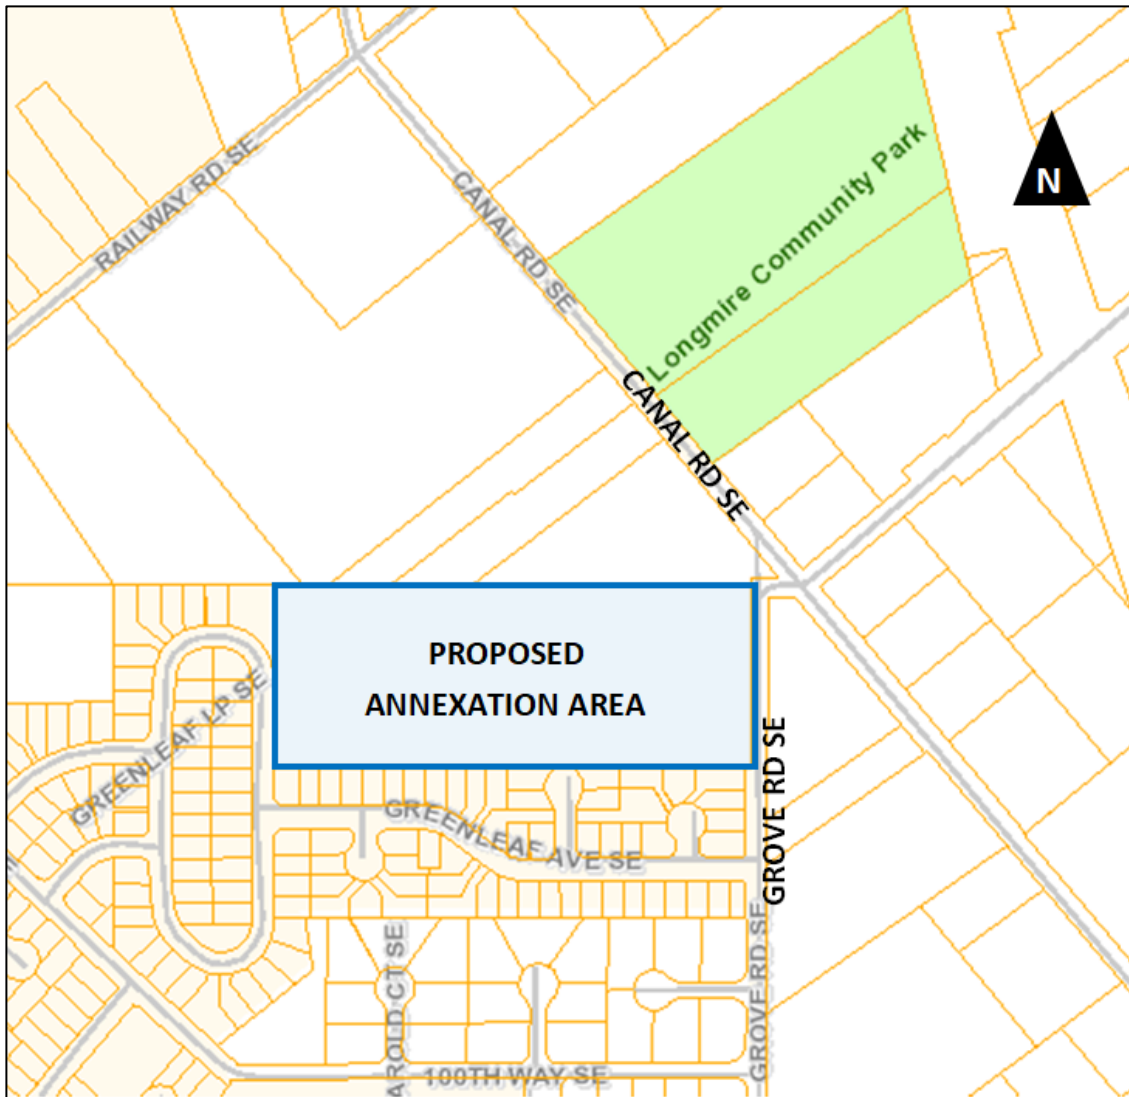 RAILWAY RD SE
CANAL RD SE
Longmire Community Park
N
CANAL RD SE
PROPOSED
ANNEXATION AREA
GREENLEAF LP SE
GROVE RD SE
GREENLEAF AVE SE
AROLD CT SE
GROVE RD SE
100TH WAY SE